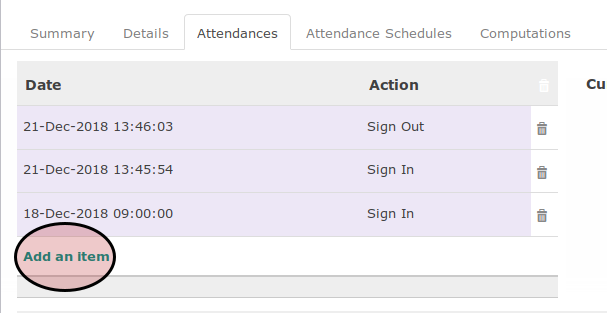 Summary Details Attendances Attendance Schedules Computations
Date Action
Cu
21-Dec-2018 13:46:03 Sign Out
21-Dec-2018 13:45:54 Sign In
18-Dec-2018 09:00:00 Sign In
Add an item